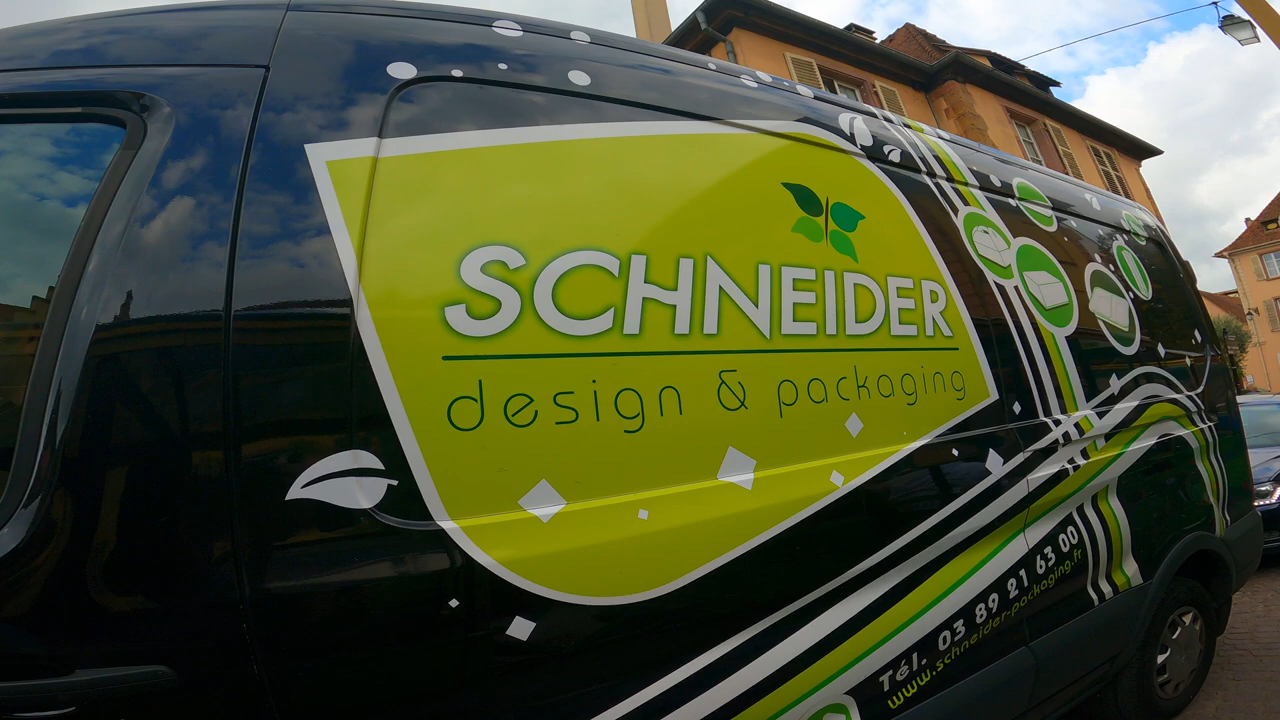 SCHNEIDER
design & packaging
Tél. 03 89 21 63 00
www.schneider-packaging.fr